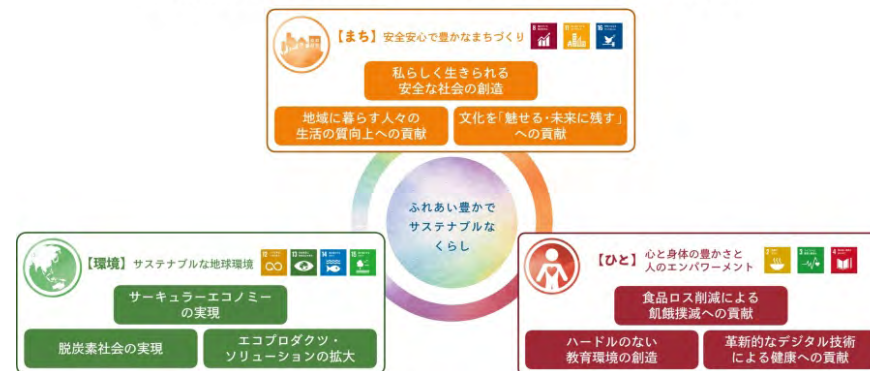 【まち】安全安心で豊かなまちづくり
8
11
16
私らしく生きられる
安全な社会の創造
地域に暮らす人々の
生活の質向上への貢献
文化を「魅せる・未来に残す」
への貢献
ふれあい豊かで
サステナブルな
くらし
【環境】サステナブルな地球環境
12
13
14
15
サーキュラーエコノミー
の実現
脱炭素社会の実現
エコプロダクツ・
ソリューションの拡大
【ひと】心と身体の豊かさと
人のエンパワーメント
2
3
4
食品ロス削減による
飢餓撲滅への貢献
ハードルのない
教育環境の創造
革新的なデジタル技術
による健康への貢献